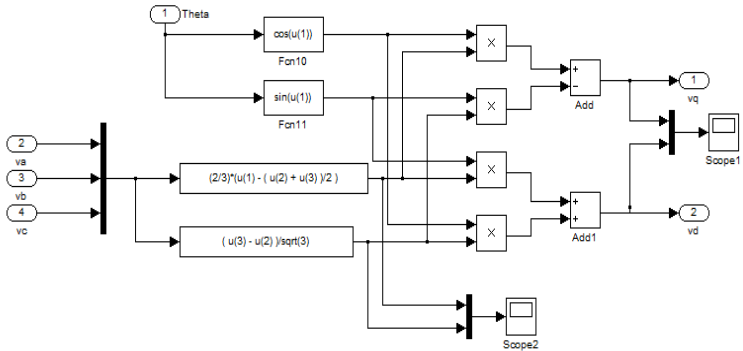 1 Theta
cos(u(1))
Fcn10
sin(u(1))
Fcn11
2
va
3
vb
4
vc
(2/3)*(u(1) - ( u(2) + u(3) )/2 )
( u(3) - u(2) )/sqrt(3)
×
×
×
×
+
−
Add
+
+
Add1
1
vq
Scope1
2
vd
Scope2